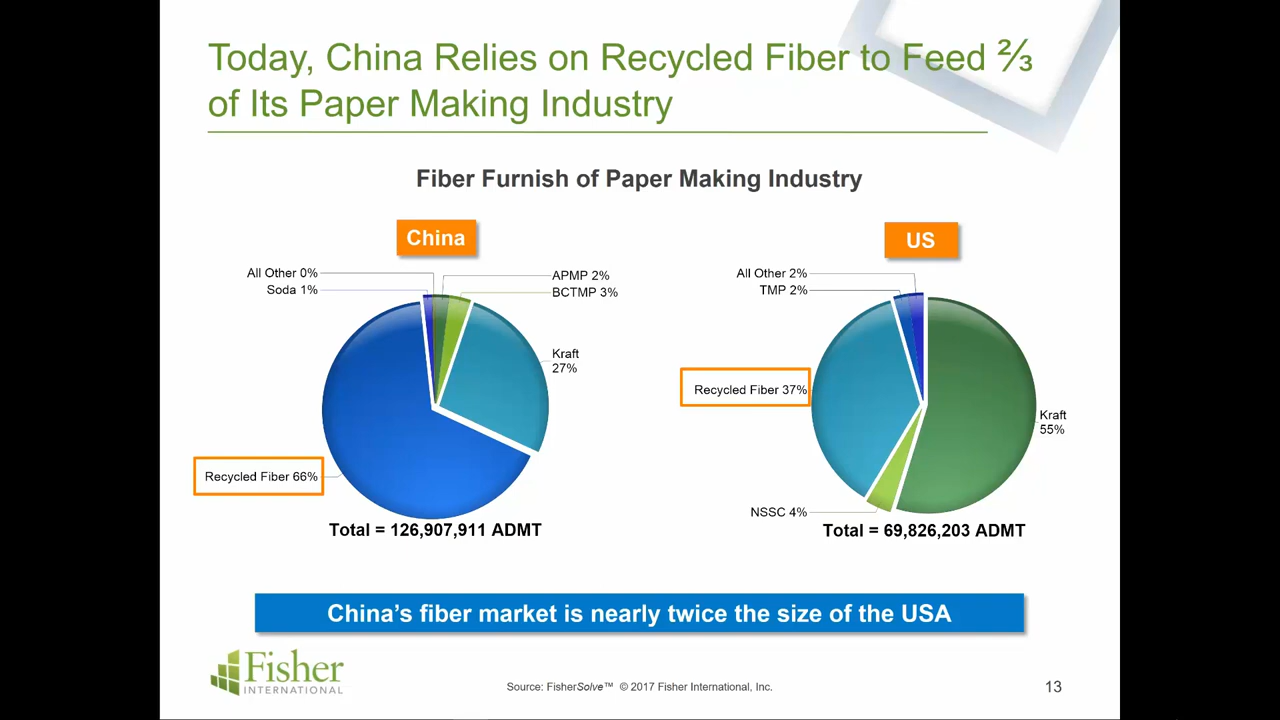 Today, China Relies on Recycled Fiber to Feed ⅔
of Its Paper Making Industry
Fiber Furnish of Paper Making Industry
China
All Other 0%
Soda 1%
APMP 2%
BCTMP 3%
Kraft
27%
Recycled Fiber 66%
Total = 126,907,911 ADMT
US
All Other 2%
TMP 2%
Recycled Fiber 37%
Kraft
55%
NSSC 4%
Total = 69,826,203 ADMT
China’s fiber market is nearly twice the size of the USA
Fisher
INTERNATIONAL
Source: FisherSolve™ © 2017 Fisher International, Inc.
13